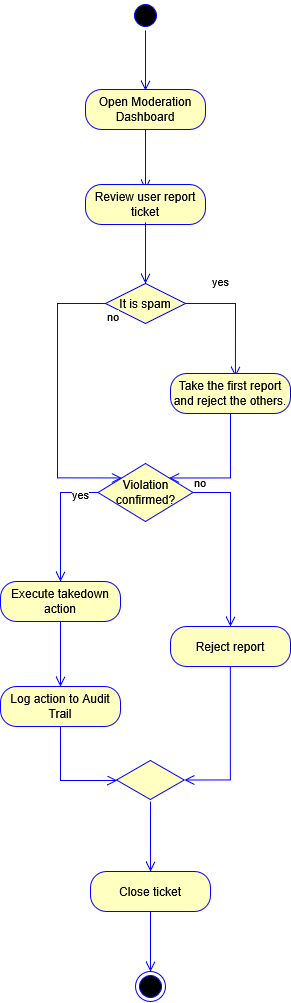 Open Moderation
Dashboard
Review user report
ticket
yes
It is spam
no
Take the first report
and reject the others.
Violation
confirmed?
yes
no
Execute takedown
action
Reject report
Log action to Audit
Trail
Close ticket